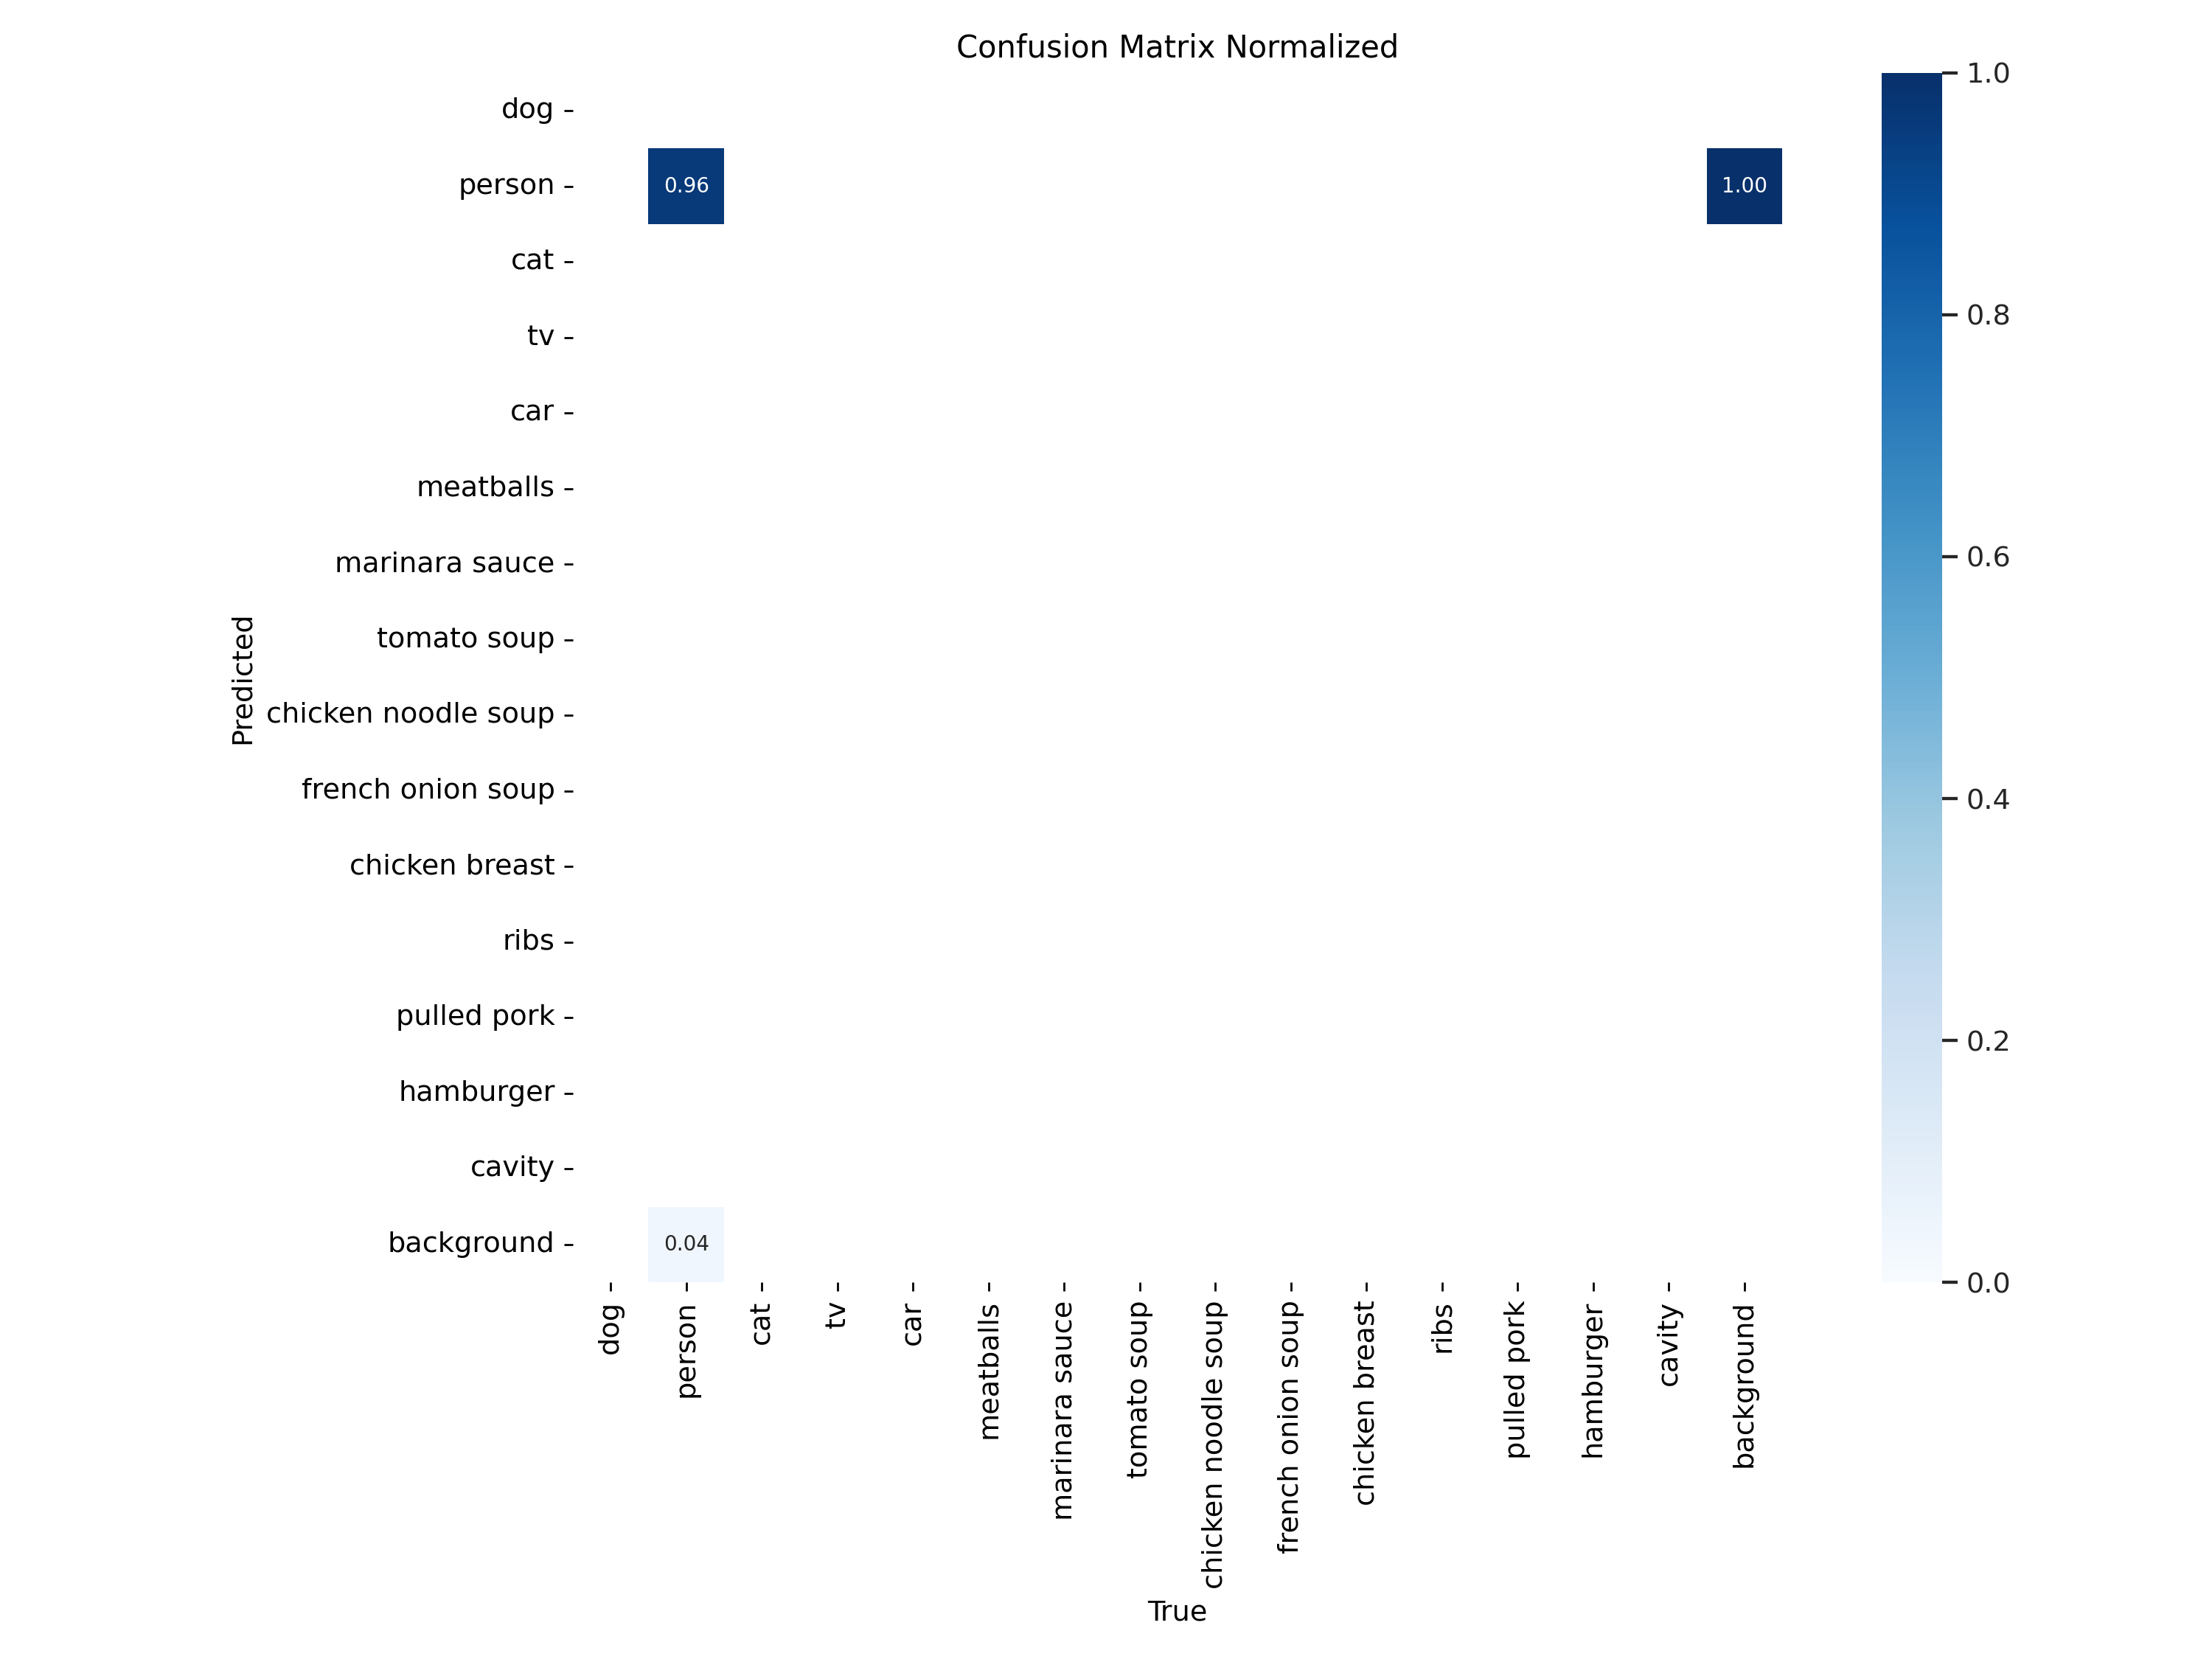 Confusion Matrix Normalized
dog
person
cat
tv
car
meatballs
marinara sauce
tomato soup
chicken noodle soup
french onion soup
chicken breast
ribs
pulled pork
hamburger
cavity
background
Predicted
0.96
1.00
0.04
dog
person
cat
tv
car
meatballs
marinara sauce
tomato soup
chicken noodle soup
french onion soup
chicken breast
ribs
pulled pork
hamburger
cavity
background
True
1.0
0.8
0.6
0.4
0.2
0.0